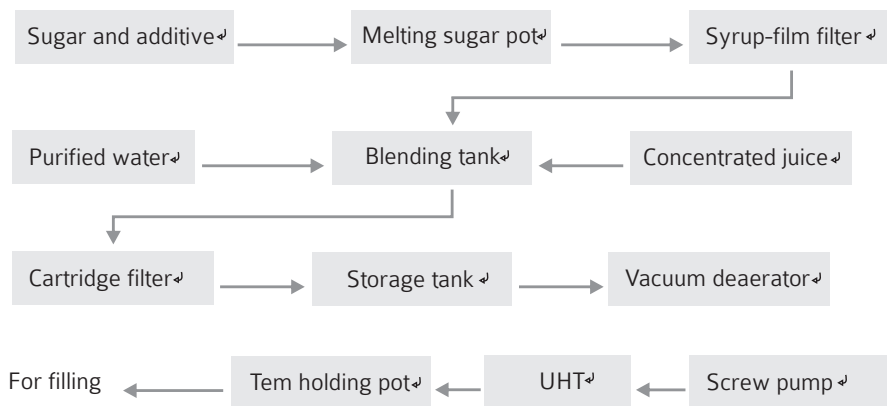 Sugar and additive↲
Melting sugar pot↲
Syrup-film filter ↲
Purified water↲
Blending tank↲
Concentrated juice↲
Cartridge filter↲
Storage tank ↲
Vacuum deaerator↲
For filling
Tem holding pot↲
UHT↲
Screw pump ↲